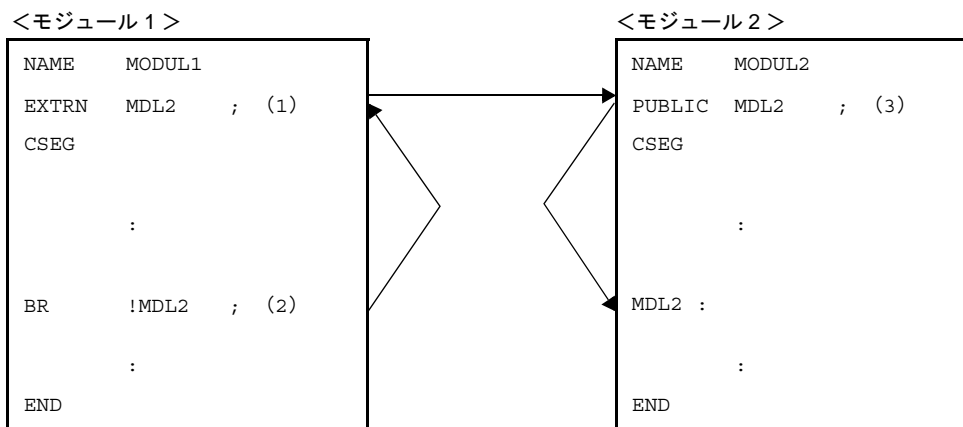 ＜モジュール１＞
NAME MODUL1
EXTRN MDL2 ; (1)
CSEG
:
BR !MDL2 ; (2)
:
END
＜モジュール２＞
NAME MODUL2
PUBLIC MDL2 ; (3)
CSEG
:
MDL2 :
:
END